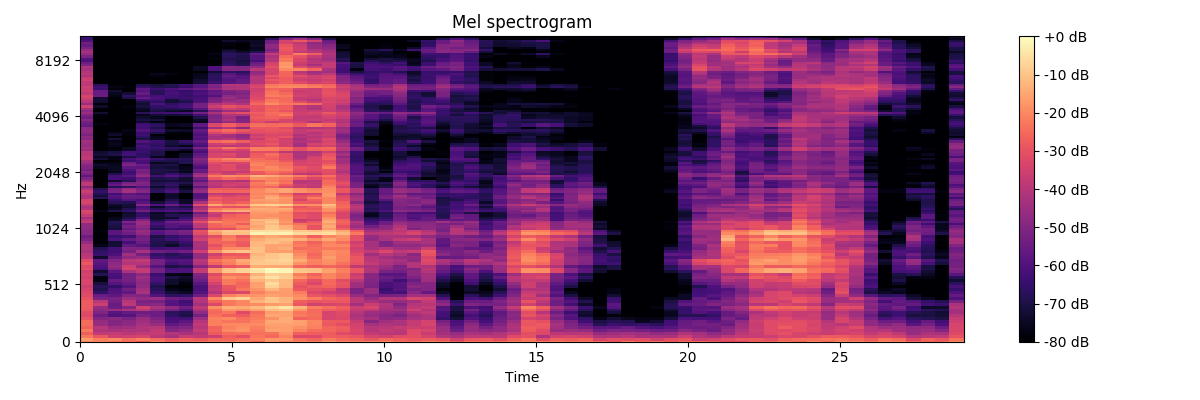 Mel spectrogram
8192
4096
2048
1024
512
0
Hz
0 5 10 15 20 25
Time
+0 dB
-10 dB
-20 dB
-30 dB
-40 dB
-50 dB
-60 dB
-70 dB
-80 dB